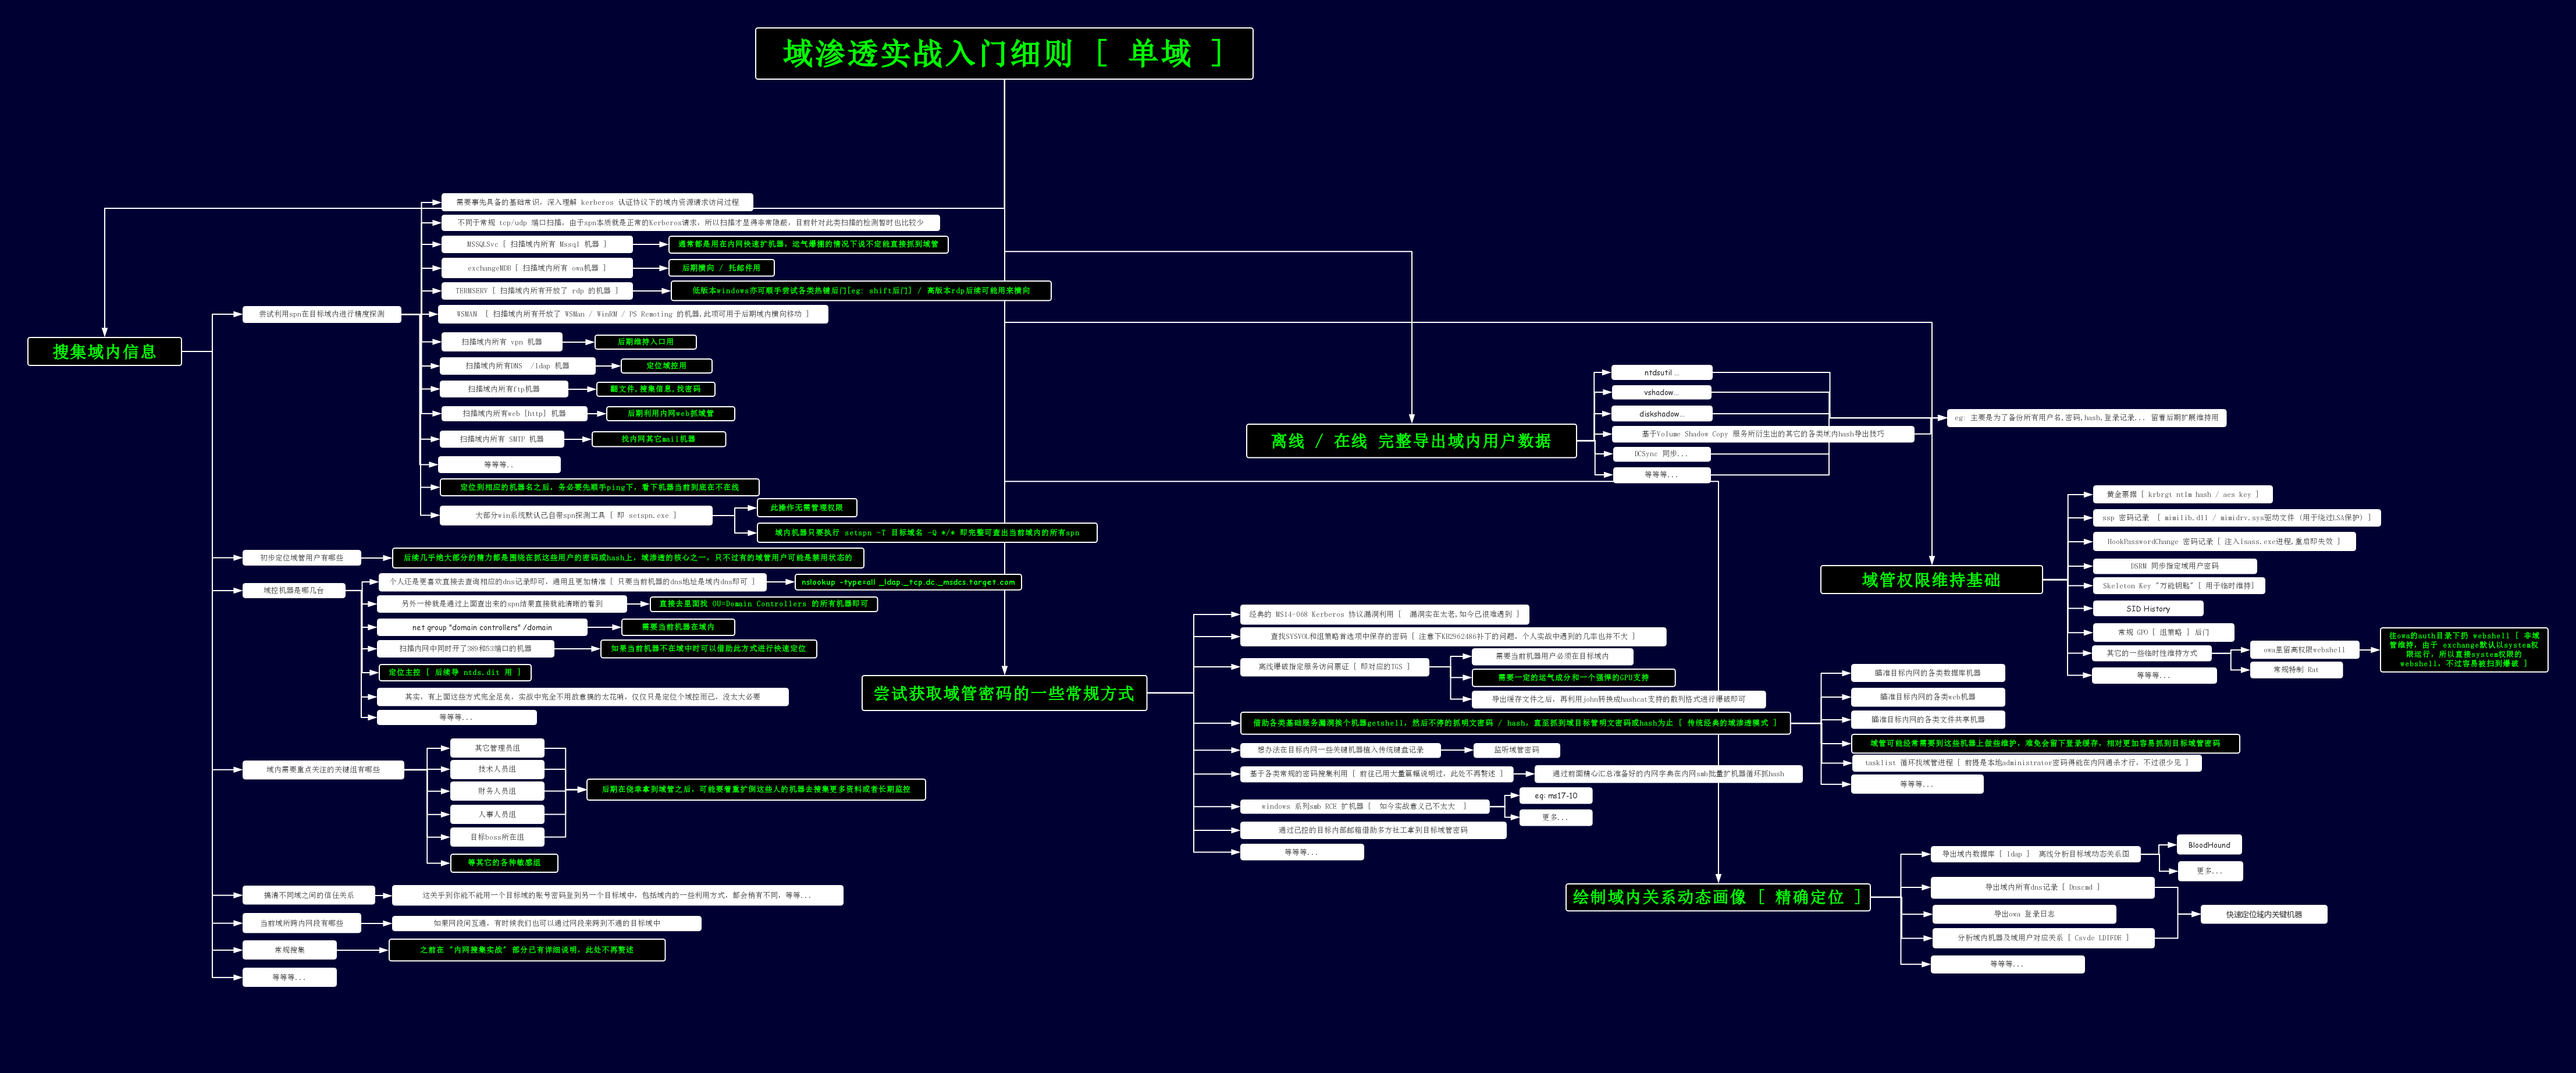 域渗透实战入门细则 [ 单域 ]
搜集域内信息
尝试利用spn在目标域内进行精度探测
需要事先具备的基础常识，深入理解 kerberos 认证协议下的域内资源请求访问过程
不同于常规 tcp/udp 端口扫描，由于spn本质就是正常的Kerberos请求，所以扫描才显得非常隐蔽，目前针对此类扫描的检测暂时也比较少
MSSQLSvc [ 扫描域内所有 Mssql 机器 ]
通常都是用在内网快速扩机器，运气爆棚的情况下说不定能直接抓到域管
exchangeMDB [ 扫描域内所有 owa机器 ]
后期横向 / 托邮件用
TERMSERV [ 扫描域内所有开放了 rdp 的机器 ]
低版本windows亦可顺手尝试各类热键后门[eg: shift后门] / 高版本rdp后续可能用来横向
WSMAN [ 扫描域内所有开放了 WSMan / WinRM / PS Remoting 的机器,此项可用于后期域内横向移动 ]
扫描域内所有 vpn 机器
后期维持入口用
扫描域内所有DNS /ldap 机器
定位域控用
扫描域内所有ftp机器
翻文件,搜集信息,找密码
扫描域内所有web [http] 机器
后期利用内网web抓域管
扫描域内所有 SMTP 机器
找内网其它mail机器
等等等..
定位到相应的机器名之后，务必要先顺手ping下，看下机器当前到底在不在线
大部分win系统默认已自带spn探测工具 [ 即 setspn.exe ]
此操作无需管理权限
域内机器只要执行 setspn -T 目标域名 -Q */* 即完整可查出当前域内的所有spn
初步定位域管用户有哪些
后续几乎绝大部分的精力都是围绕在抓这些用户的密码或hash上，域渗透的核心之一，只不过有的域管用户可能是禁用状态的
域控机器是哪几台
个人还是更喜欢直接去查询相应的dns记录即可，通用且更加精准 [ 只要当前机器的dns地址是域内dns即可 ]
nslookup -type=all _ldap._tcp.dc._msdcs.target.com
另外一种就是通过上面查出来的spn结果直接就能清晰的看到
直接去里面找 OU=Domain Controllers 的所有机器即可
net group "domain controllers" /domain
需要当前机器在域内
扫描内网中同时开了389和53端口的机器
如果当前机器不在域中时可以借助此方式进行快速定位
定位主控 [ 后续导 ntds.dit 用 ]
其实，有上面这些方式完全足矣，实战中完全不用故意搞的太花哨，仅仅只是定位个域控而已，没太大必要
等等等...
域内需要重点关注的关键组有哪些
其它管理员组
技术人员组
财务人员组
人事人员组
目标boss所在组
等其它的各种敏感组
后期在侥幸拿到域管之后，可能要着重扩倒这些人的机器去搜集更多资料或者长期监控
搞清不同域之间的信任关系
这关乎到你能不能用一个目标域的账号密码登到另一个目标域中，包括域内的一些利用方式，都会稍有不同，等等...
当前域所跨内网段有哪些
如果网段间互通，有时候我们也可以通过网段来跨到不通的目标域中
常规搜集
之前在 "内网搜集实战" 部分已有详细说明，此处不再赘述
等等等...
离线 / 在线 完整导出域内用户数据
ntdsutil ...
vshadow...
diskshadow...
基于Volume Shadow Copy 服务所衍生出的其它的各类域内hash导出技巧
DCSync 同步...
等等等...
eg: 主要是为了备份所有用户名,密码,hash,登录记录... 留着后期扩展维持用
域管权限维持基础
黄金票据 [ krbrgt ntlm hash / aes key ]
ssp 密码记录 [ mimilib.dll / mimidrv.sys驱动文件 (用于绕过LSA保护) ]
HookPasswordChange 密码记录 [ 注入lsass.exe进程,重启即失效 ]
DSRM 同步指定域用户密码
Skeleton Key "万能钥匙" [ 用于临时维持]
SID History
常规 GPO [ 组策略 ] 后门
其它的一些临时性维持方式
owa里留高权限webshell
往owa的auth目录下扔 webshell [ 非域
管维持，由于 exchange默认以system权
限运行，所以直接system权限的
webshell，不过容易被扫到爆破 ]
常规特制 Rat
等等等...
尝试获取域管密码的一些常规方式
经典的 MS14-068 Kerberos 协议漏洞利用 [ 漏洞实在太老,如今已很难遇到 ]
查找SYSVOL和组策略首选项中保存的密码 [ 注意下KB2962486补丁的问题，个人实战中遇到的几率也并不大 ]
离线爆破指定服务访问票证 [ 即对应的TGS ]
需要当前机器用户必须在目标域内
需要一定的运气成分和一个强悍的GPU支持
导出缓存文件之后，再利用john转换成hashcat支持的散列格式进行爆破即可
借助各类基础服务漏洞挨个机器getshell，然后不停的抓明文密码 / hash，直至抓到域目标管明文密码或hash为止 [ 传统经典的域渗透模式 ]
瞄准目标内网的各类数据库机器
瞄准目标内网的各类web机器
瞄准目标内网的各类文件共享机器
域管可能经常需要到这些机器上做些维护，难免会留下登录缓存，相对更加容易抓到目标域管密码
tasklist 循环找域管进程 [ 前提是本地administrator密码得能在内网通杀才行，不过很少见 ]
等等等...
想办法在目标内网一些关键机器植入传统键盘记录
监听域管密码
基于各类常规的密码搜集利用 [ 前往已用大量篇幅说明过，此处不再赘述 ]
通过前面精心汇总准备好的内网字典在内网smb批量扩机器循环抓hash
windows 系列smb RCE 扩机器 [ 如今实战意义已不太大 ]
eg: ms17-10
更多...
通过已控的目标内部邮箱借助多方社工拿到目标域管密码
等等等...
绘制域内关系动态画像 [ 精确定位 ]
导出域内数据库 [ ldap ] 离线分析目标域动态关系图
BloodHound
更多...
导出域内所有dns记录 [ Dnscmd ]
导出owa 登录日志
分析域内机器及域用户对应关系 [ Csvde LDIFDE ]
快速定位域内关键机器
等等等...